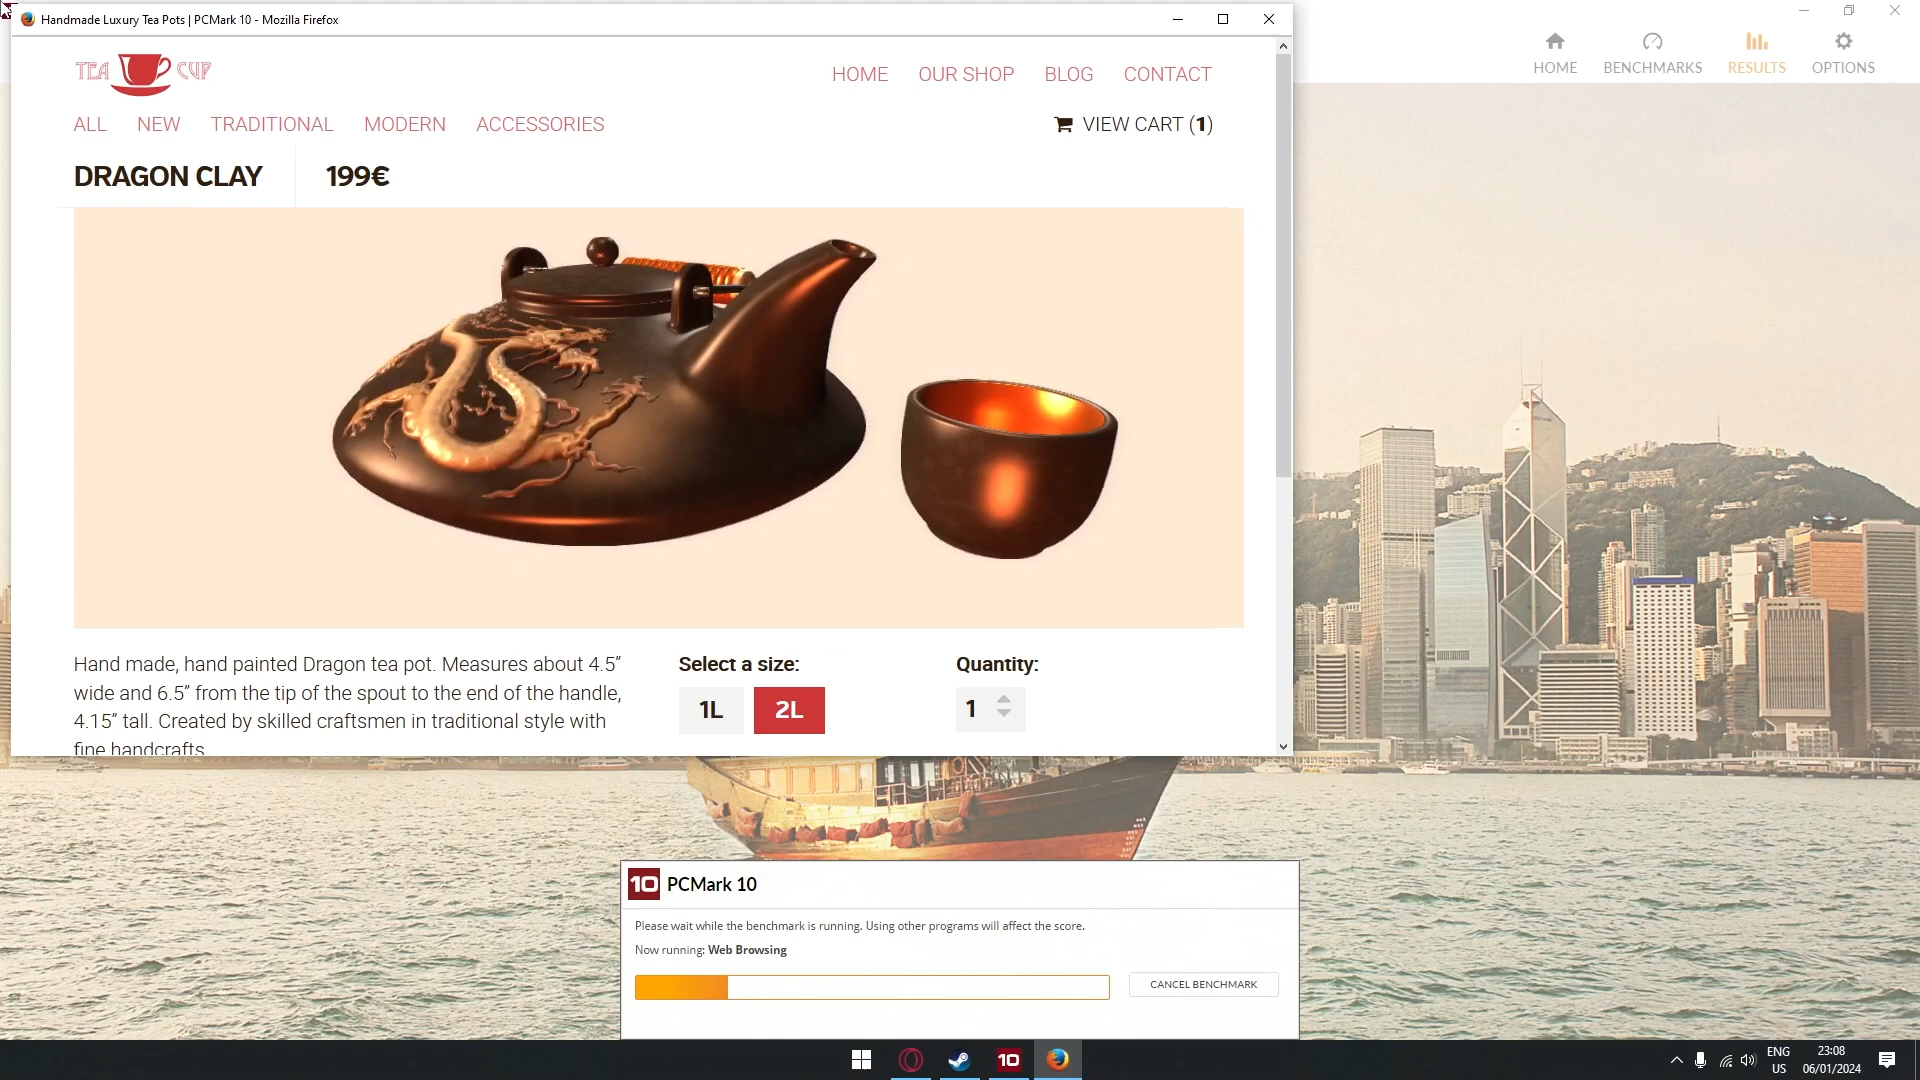 Handmade Luxury Tea Pots | PCMark 10 - Mozilla Firefox
HOME BENCHMARKS RESULTS OPTIONS
TEA CUP
HOME OUR SHOP BLOG CONTACT
ALL NEW TRADITIONAL MODERN ACCESSORIES
VIEW CART (1)
DRAGON CLAY 199€
Hand made, hand painted Dragon tea pot. Measures about 4.5”
wide and 6.5” from the tip of the spout to the end of the handle,
4.15” tall. Created by skilled craftsmen in traditional style with
fine handcrafts
Select a size:
1L 2L
Quantity:
1
10 PCMark 10
Please wait while the benchmark is running. Using other programs will affect the score.
Now running: Web Browsing
CANCEL BENCHMARK
10
ENG
US
23:08
06/01/2024